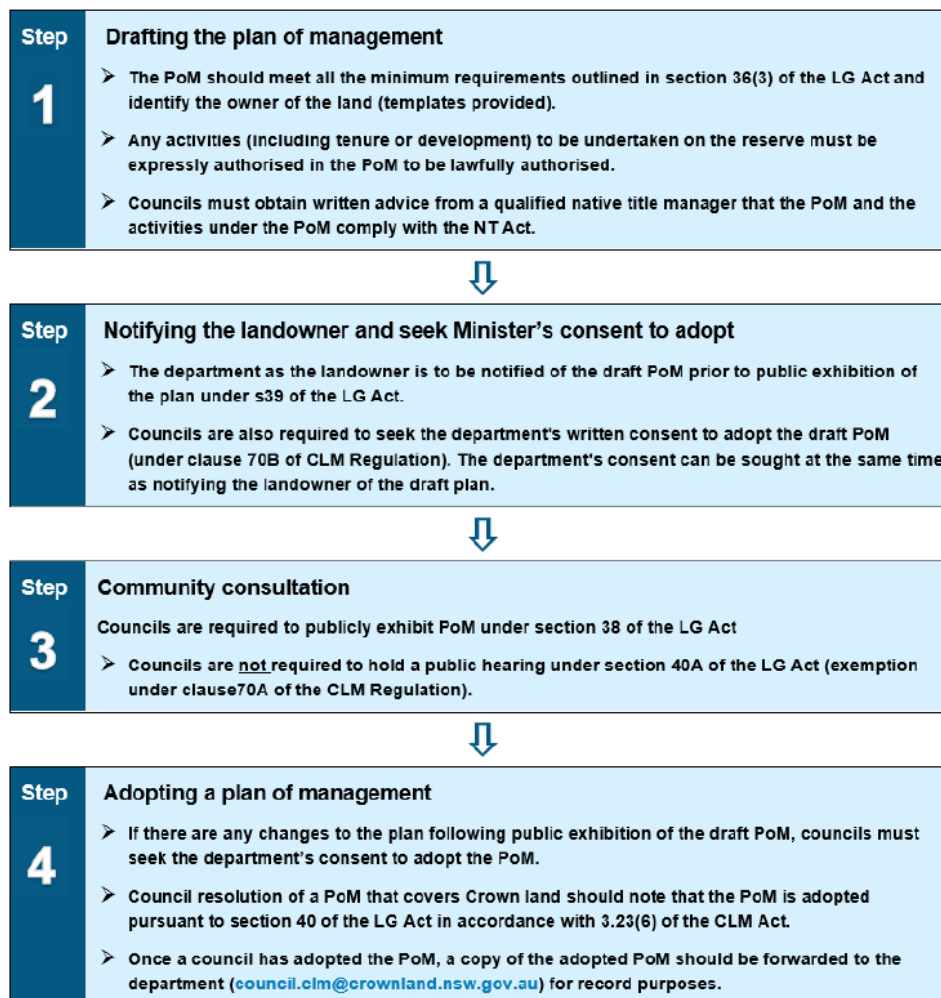 Step
1
Drafting the plan of management
➢ The PoM should meet all the minimum requirements outlined in section 36(3) of the LG Act and
identify the owner of the land (templates provided).
➢ Any activities (including tenure or development) to be undertaken on the reserve must be
expressly authorised in the PoM to be lawfully authorised.
➢ Councils must obtain written advice from a qualified native title manager that the PoM and the
activities under the PoM comply with the NT Act.
Step
2
Notifying the landowner and seek Minister's consent to adopt
➢ The department as the landowner is to be notified of the draft PoM prior to public exhibition of
the plan under s39 of the LG Act.
➢ Councils are also required to seek the department's written consent to adopt the draft PoM
(under clause 70B of CLM Regulation). The department's consent can be sought at the same time
as notifying the landowner of the draft plan.
Step
3
Community consultation
Councils are required to publicly exhibit PoM under section 38 of the LG Act
➢ Councils are not required to hold a public hearing under section 40A of the LG Act (exemption
under clause70A of the CLM Regulation).
Step
4
Adopting a plan of management
➢ If there are any changes to the plan following public exhibition of the draft PoM, councils must
seek the department's consent to adopt the PoM.
➢ Council resolution of a PoM that covers Crown land should note that the PoM is adopted
pursuant to section 40 of the LG Act in accordance with 3.23(6) of the CLM Act.
➢ Once a council has adopted the PoM, a copy of the adopted PoM should be forwarded to the
department (council.clm@crownland.nsw.gov.au) for record purposes.